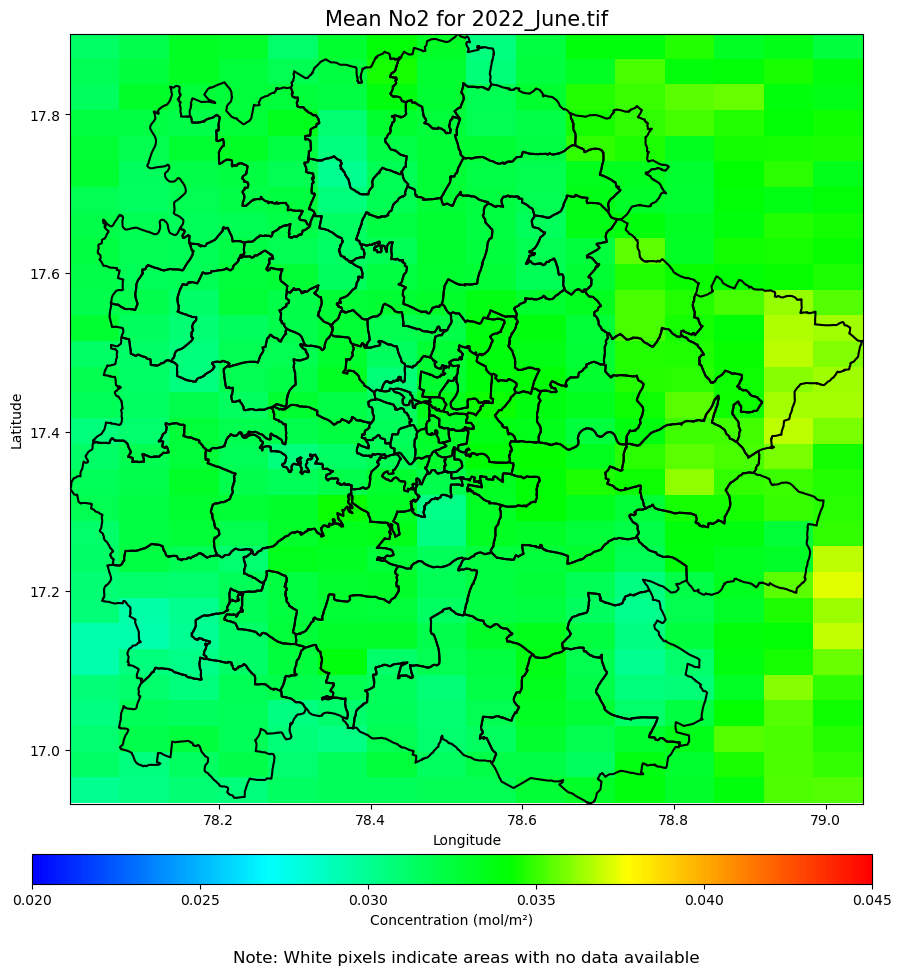 Mean No2 for 2022_June.tif
17.8
17.6
17.4
17.2
17.0
Latitude
78.2 78.4 78.6 78.8 79.0
Longitude
0.020 0.025 0.030 0.035 0.040 0.045
Concentration (mol/m²)
Note: White pixels indicate areas with no data available